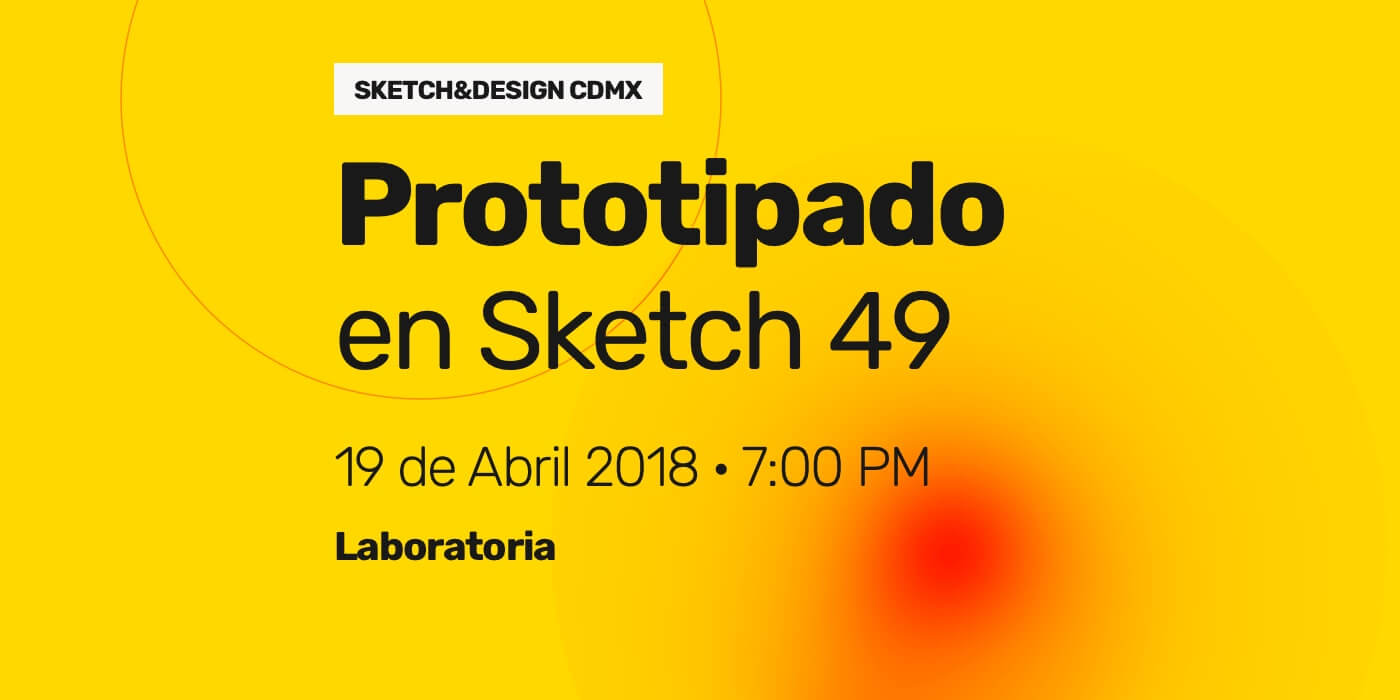 SKETCH&DESIGN CDMX
Prototipado
en Sketch 49
19 de Abril 2018 • 7:00 PM
Laboratoria